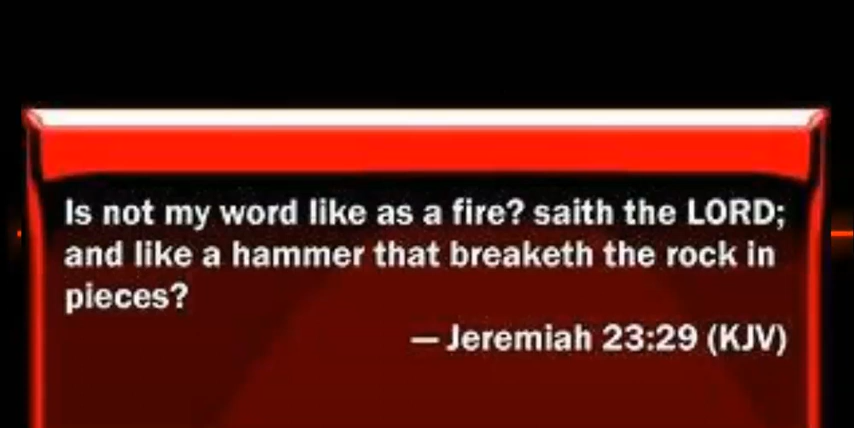 Is not my word like as a fire? saith the LORD;
and like a hammer that breaketh the rock in
pieces?
— Jeremiah 23:29 (KJV)